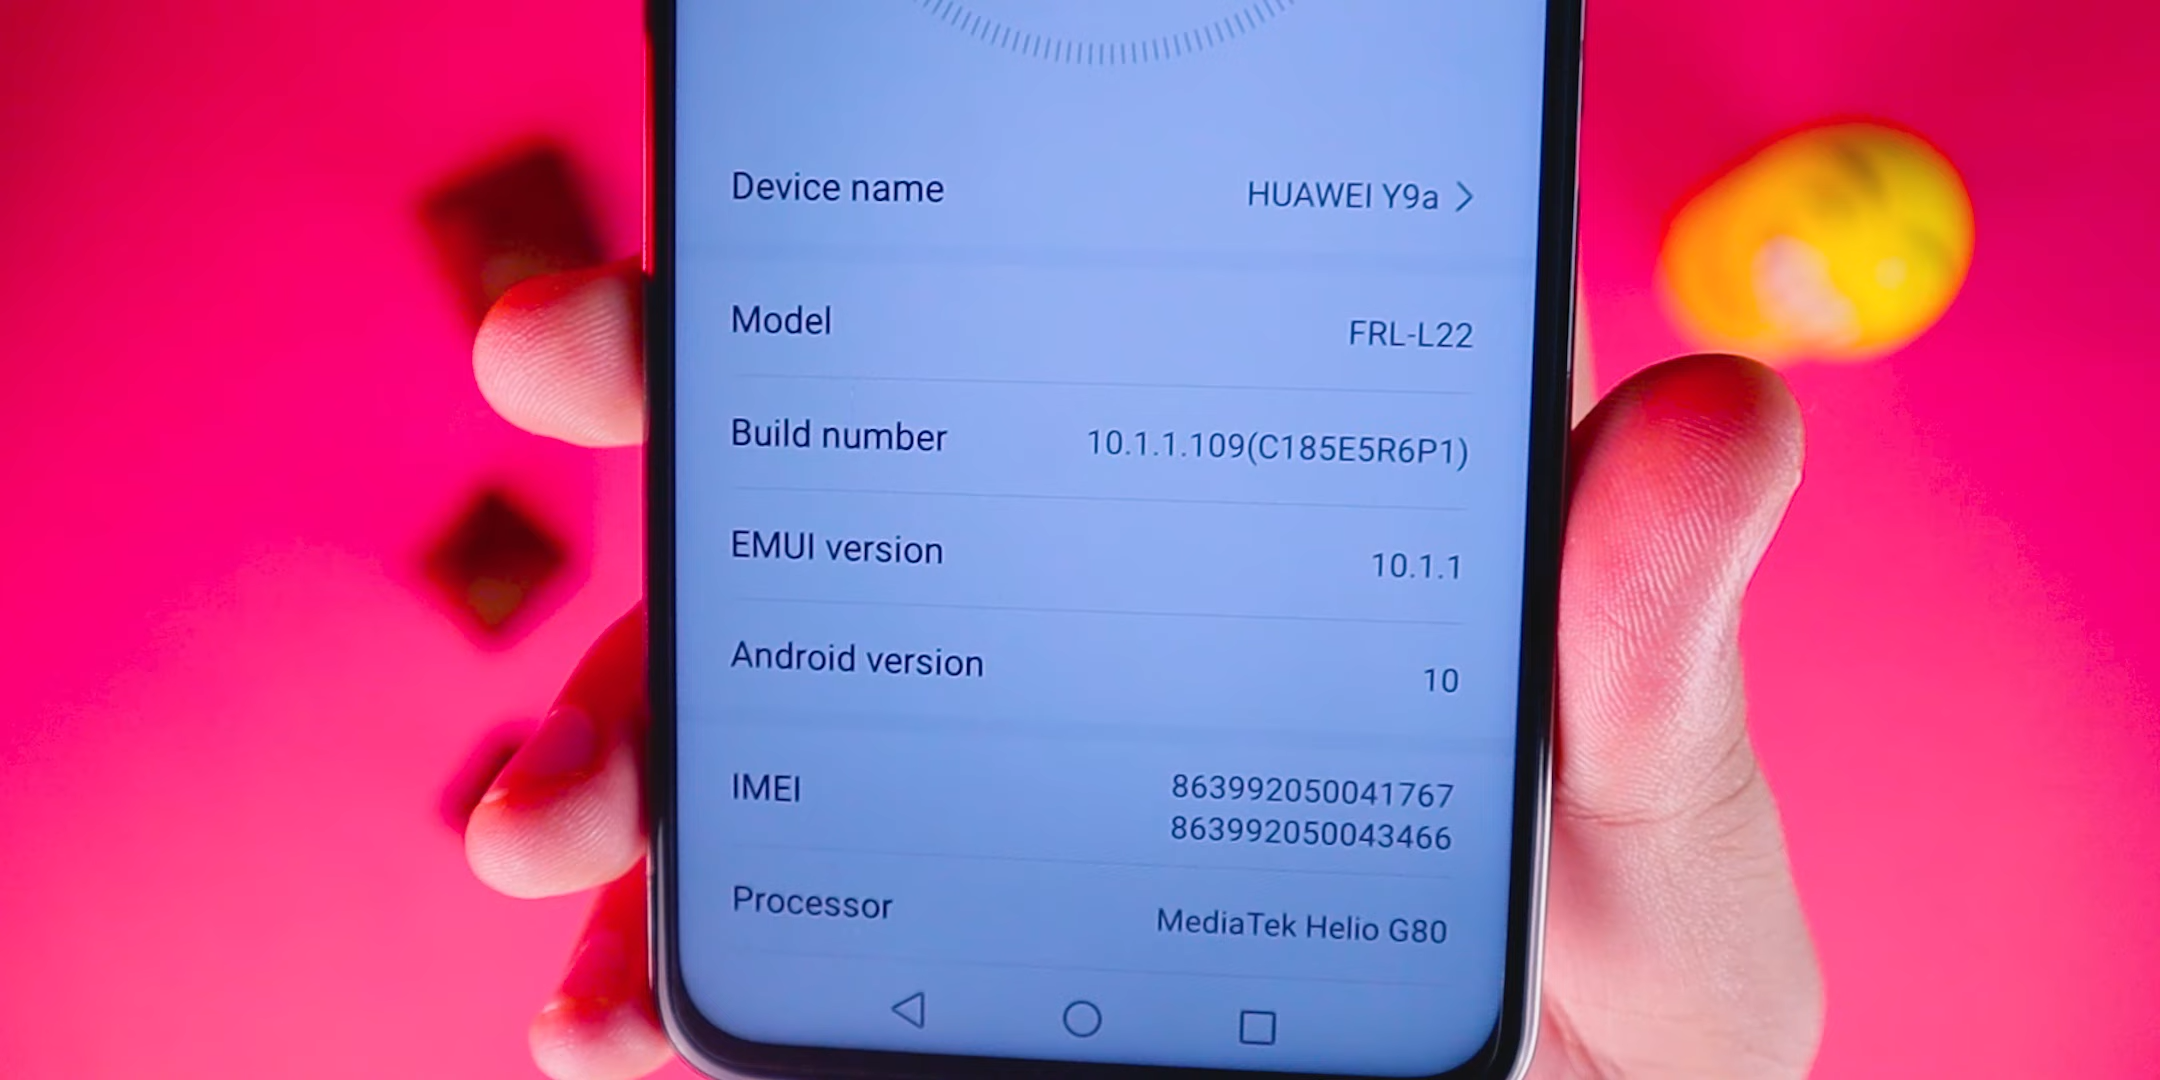 Device name HUAWEI Y9a
Model FRL-L22
Build number 10.1.1.109(C185E5R6P1)
EMUI version 10.1.1
Android version 10
IMEI 863992050041767
863992050043466
Processor MediaTek Helio G80